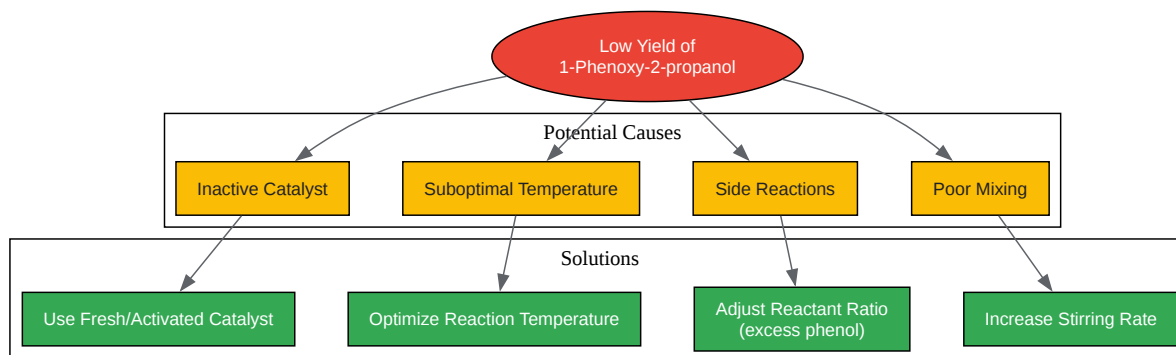 Low Yield of
1-Phenoxy-2-propanol
Potential Causes
Inactive Catalyst
Suboptimal Temperature
Side Reactions
Poor Mixing
Solutions
Use Fresh/Activated Catalyst
Optimize Reaction Temperature
Adjust Reactant Ratio
(excess phenol)
Increase Stirring Rate